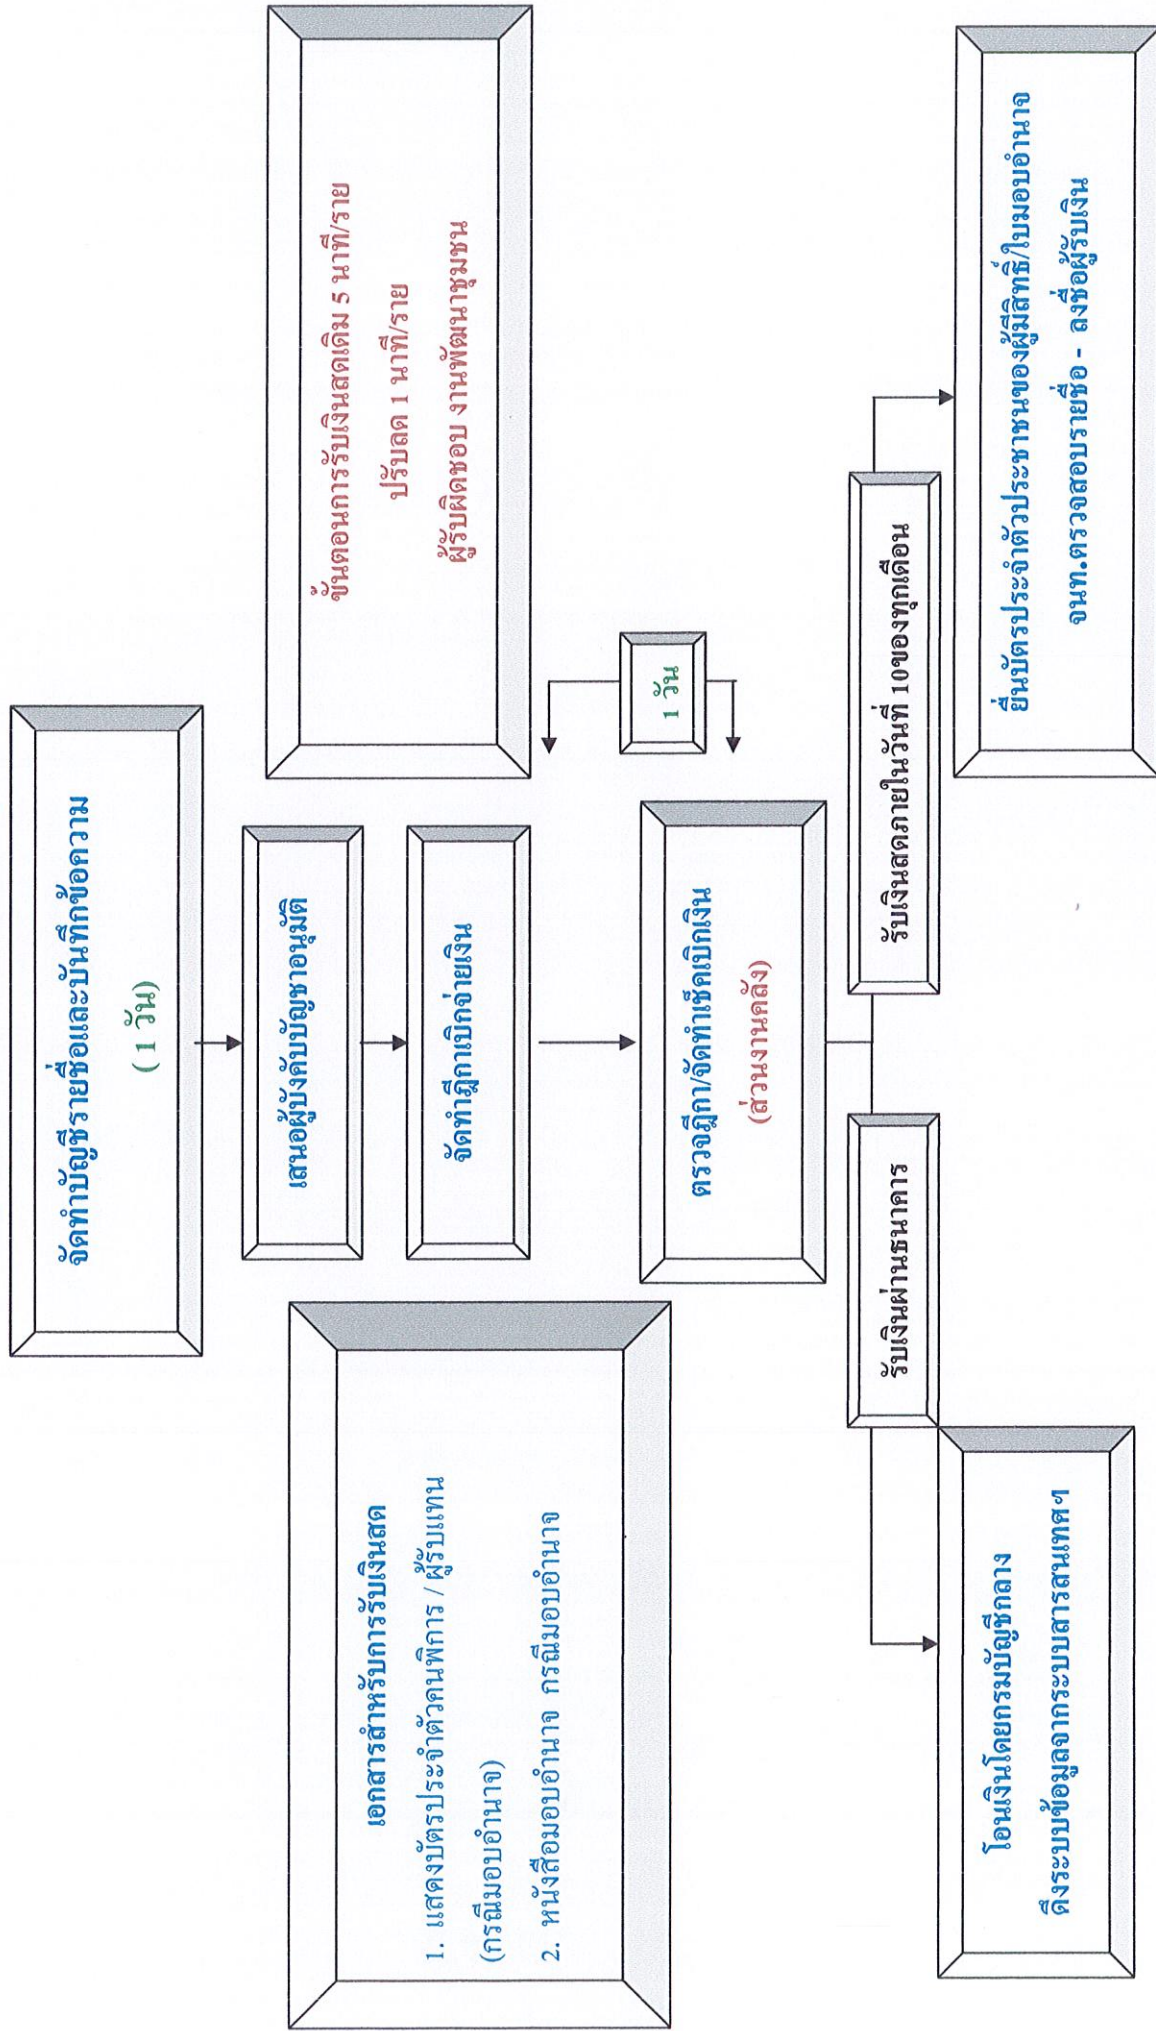 จัดทำบัญชีรายชื่อและบันทึกข้อความ
(1 วัน)
เสนอผู้บังคับบัญชาอนุมัติ
จัดทำฎีกาเบิกจ่ายเงิน
เอกสารสำหรับการรับเงินสด
1. แสดงบัตรประจำตัวคนพิการ / ผู้รับแทน
(กรณีมอบอำนาจ)
2. หนังสือมอบอำนาจ กรณีมอบอำนาจ
ขั้นตอนการรับเงินสดเดิม 5 นาที/ราย
ปรับลด 1 นาที/ราย
ผู้รับผิดชอบ งานพัฒนาชุมชน
1 วัน
ตรวจฎีกา/จัดทำเช็คเบิกเงิน
(ส่วนงานคลัง)
รับเงินผ่านธนาคาร
รับเงินสดภายในวันที่ 10ของทุกเดือน
โอนเงินโดยกรมบัญชีกลาง
ดึงระบบข้อมูลจากระบบสารสนเทศฯ
ยื่นบัตรประจำตัวประชาชนของผู้มีสิทธิ์/ใบมอบอำนาจ
จนท.ตรวจสอบรายชื่อ - ลงชื่อผู้รับเงิน